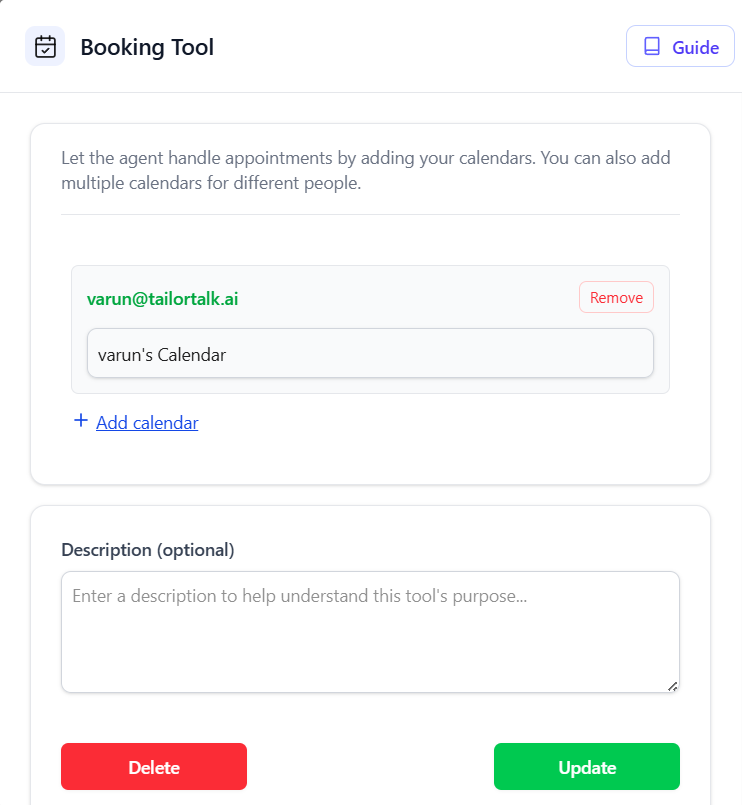 Booking Tool
Guide
Let the agent handle appointments by adding your calendars. You can also add
multiple calendars for different people.
varun@tailortalk.ai
Remove
varun's Calendar
+ Add calendar
Description (optional)
Enter a description to help understand this tool's purpose...
Delete
Update